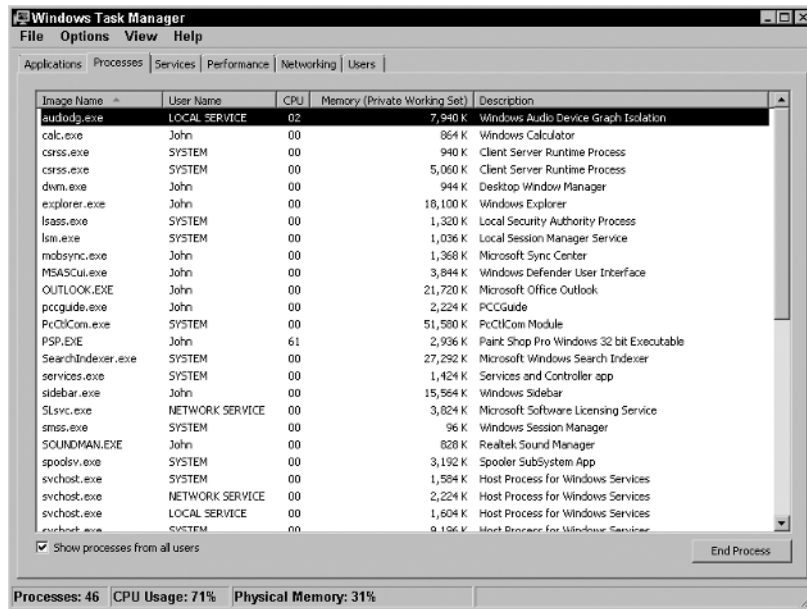 Windows Task Manager
File Options View Help
Applications Processes Services Performance Networking Users
Image Name User Name CPU Memory (Private Working Set) Description
audiodg.exe LOCAL SERVICE 02 7,940 K Windows Audio Device Graph Isolation
calc.exe John 00 864 K Windows Calculator
csrss.exe SYSTEM 00 940 K Client Server Runtime Process
csrss.exe SYSTEM 00 5,060 K Client Server Runtime Process
dwm.exe John 00 944 K Desktop Window Manager
explorer.exe John 00 18,100 K Windows Explorer
lsass.exe SYSTEM 00 1,320 K Local Security Authority Process
lsm.exe SYSTEM 00 1,036 K Local Session Manager Service
mobsync.exe John 00 1,368 K Microsoft Sync Center
MSASCui.exe John 00 3,844 K Windows Defender User Interface
OUTLOOK.EXE John 00 21,720 K Microsoft Office Outlook
pccguide.exe John 00 2,224 K PCCGuide
PcCtlCom.exe SYSTEM 00 51,580 K PcCtlCom Module
PSP.EXE John 61 2,936 K Paint Shop Pro Windows 32 bit Executable
SearchIndexer.exe SYSTEM 00 27,292 K Microsoft Windows Search Indexer
services.exe SYSTEM 00 1,424 K Services and Controller app
sidebar.exe John 00 15,564 K Windows Sidebar
SLsvc.exe NETWORK SERVICE 00 3,824 K Microsoft Software Licensing Service
smss.exe SYSTEM 00 96 K Windows Session Manager
SOUNDMAN.EXE John 00 828 K Realtek Sound Manager
spoolsv.exe SYSTEM 00 3,192 K Spooler SubSystem App
svchost.exe SYSTEM 00 1,584 K Host Process for Windows Services
svchost.exe NETWORK SERVICE 00 2,224 K Host Process for Windows Services
svchost.exe LOCAL SERVICE 00 1,604 K Host Process for Windows Services
svchost.exe SYSTEM 00 9,196 K Host Process for Windows Services
Show processes from all users End Process
Processes: 46 CPU Usage: 71% Physical Memory: 31%